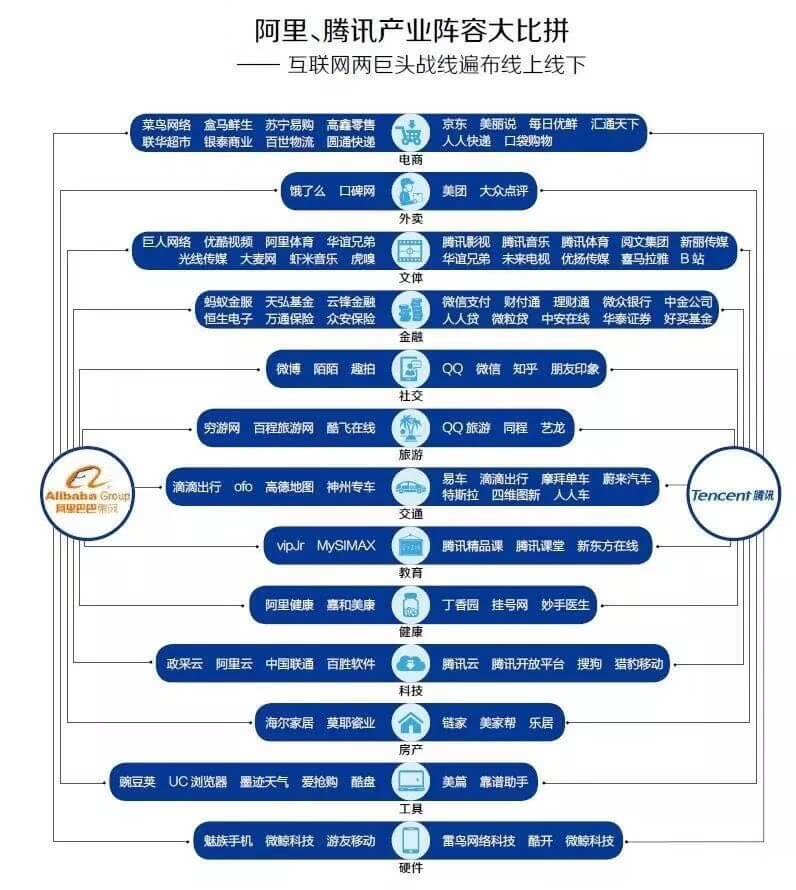 阿里、腾讯产业阵容大比拼
—— 互联网两巨头战线遍布线上线下
菜鸟网络 盒马鲜生 苏宁易购 高鑫零售
联华超市 银泰商业 百世物流 圆通快递
京东 美丽说 每日优鲜 汇通天下
人人快递 口袋购物
电商
饿了么 口碑网
美团 大众点评
外卖
巨人网络 优酷视频 阿里体育 华谊兄弟
光线传媒 大麦网 虾米音乐 虎嗅
腾讯影视 腾讯音乐 腾讯体育 阅文集团 新丽传媒
华谊兄弟 未来电视 优扬传媒 喜马拉雅 B站
文体
蚂蚁金服 天弘基金 云锋金融
恒生电子 万通保险 众安保险
微信支付 财付通 理财通 微众银行 中金公司
人人贷 微粒贷 中安在线 华泰证券 好买基金
金融
微博 陌陌 趣拍
QQ 微信 知乎 朋友印象
社交
穷游网 百程旅游网 酷飞在线
QQ旅游 同程 艺龙
旅游
Alibaba Group
阿里巴巴集团
滴滴出行 ofo 高德地图 神州专车
易车 滴滴出行 摩拜单车 蔚来汽车
特斯拉 四维图新 人人车
交通
Tencent 腾讯
vipJr MySIMAX
腾讯精品课 腾讯课堂 新东方在线
教育
阿里健康 嘉和美康
丁香园 挂号网 妙手医生
健康
政采云 阿里云 中国联通 百胜软件
腾讯云 腾讯开放平台 搜狗 猎豹移动
科技
海尔家居 莫耶瓷业
链家 美家帮 乐居
房产
豌豆荚 UC浏览器 墨迹天气 爱抢购 酷盘
美篇 靠谱助手
工具
魅族手机 微鲸科技 游友移动
雷鸟网络科技 酷开 微鲸科技
硬件